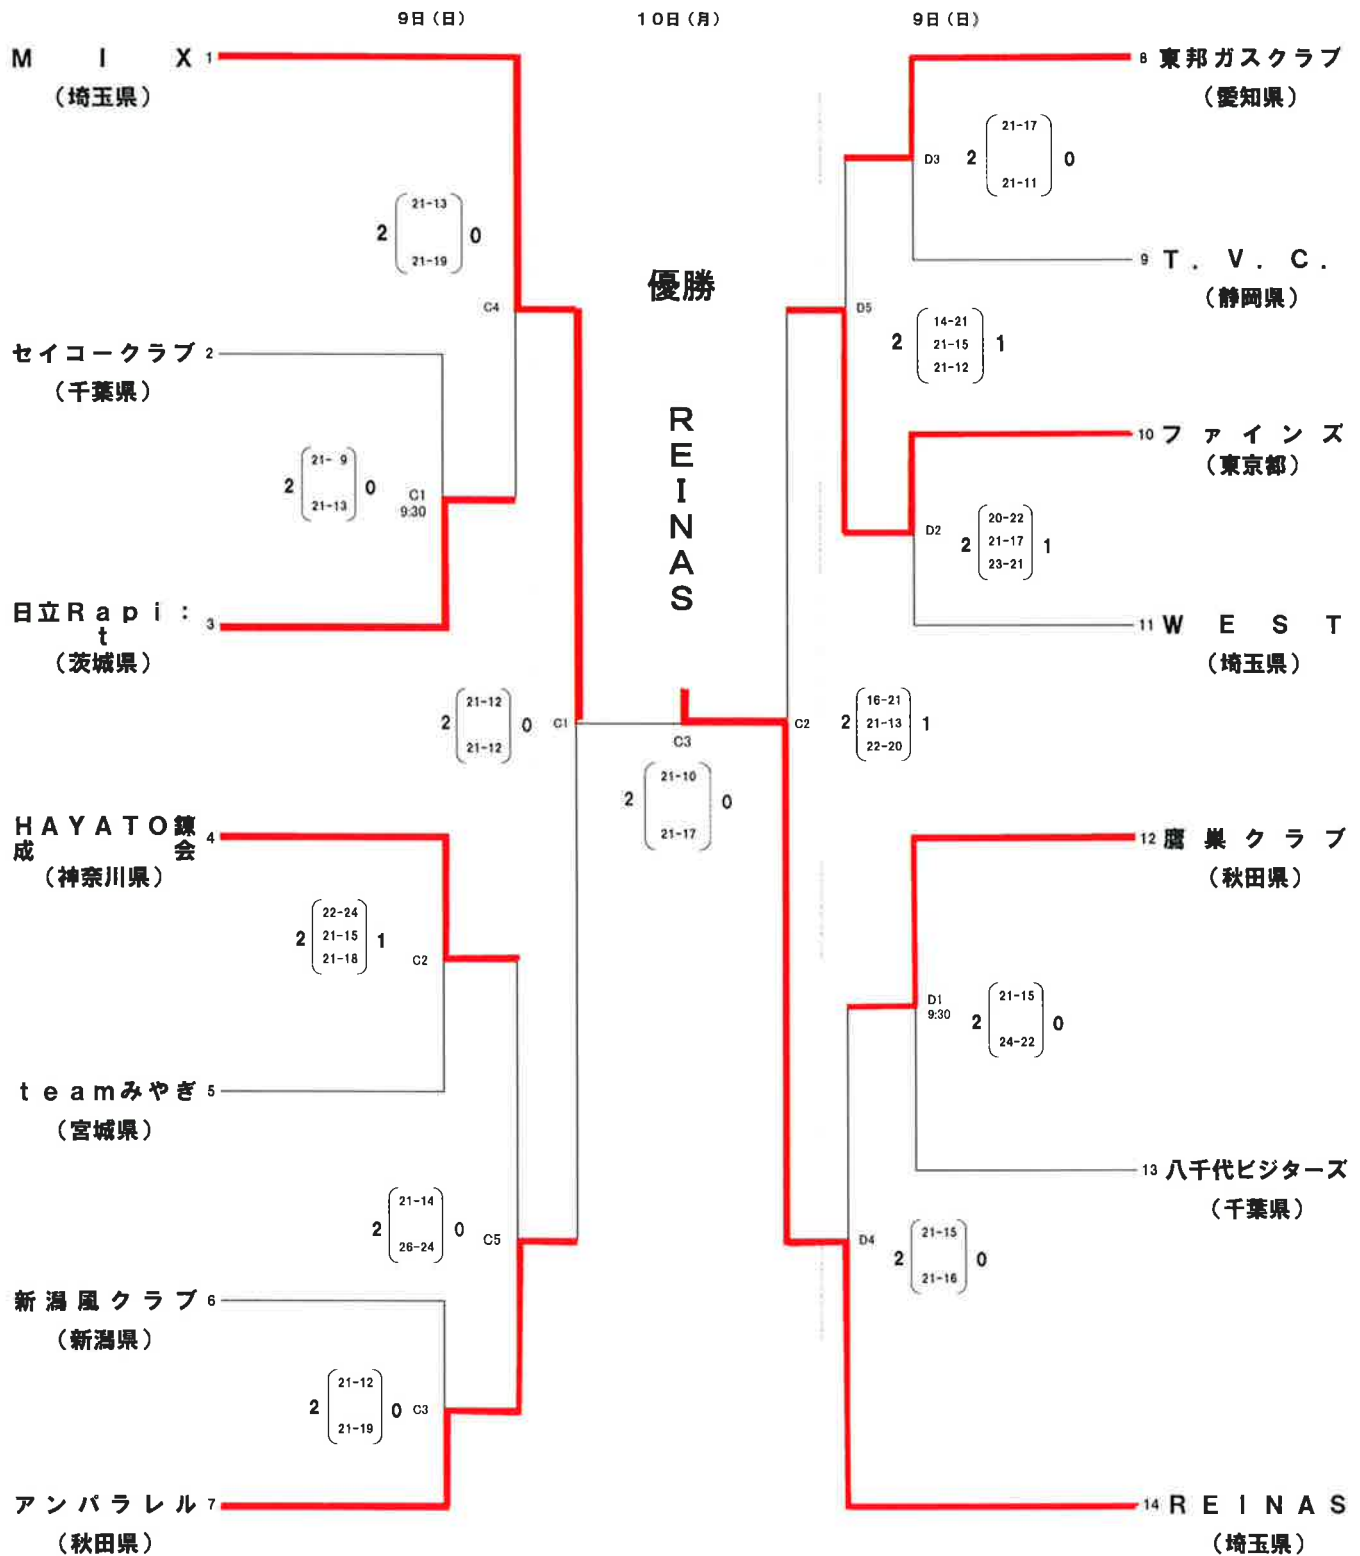 9日（日）
10日（月）
9日（日）
M I X 1
（埼玉県）
8 東邦ガスクラブ
（愛知県）
21-17
D3 2 0
21-11
21-13
2 0
21-19
9 T．V．C．
（静岡県）
優勝
C4
D5
14-21
2 21-15 1
21-12
セイコークラブ 2
（千葉県）
REINAS
10 ファインズ
（東京都）
21- 9
2 0
21-13
C1
9:30
D2
20-22
2 21-17 1
23-21
日立Rapi：
t
3
（茨城県）
11 WEST
（埼玉県）
21-12
2 0 C1
21-12
C3
21-10
2 0
21-17
C2
16-21
2 21-13 1
22-20
HAYATO錬
成会
4
（神奈川県）
12 鷹巣クラブ
（秋田県）
22-24
2 21-15 1
21-18
C2
D1
9:30
21-15
2 0
24-22
teamみやぎ 5
（宮城県）
13 八千代ビジターズ
（千葉県）
21-14
2 0
26-24
C5
D4
21-15
2 0
21-16
新潟風クラブ 6
（新潟県）
21-12
2 0 C3
21-19
アンパラレル 7
（秋田県）
14 REINAS
（埼玉県）